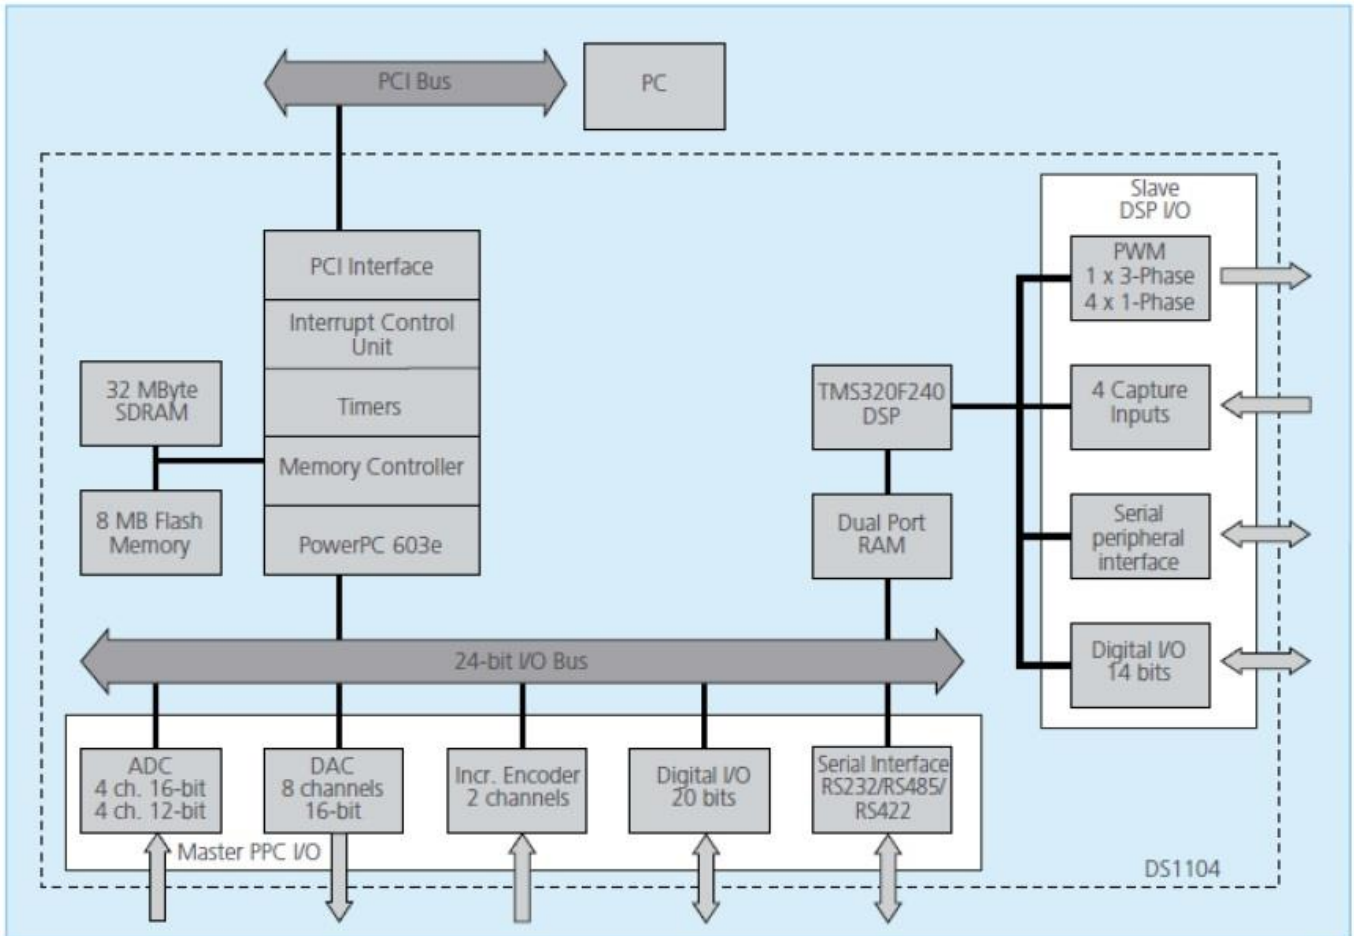 PCI Bus
PC
Slave
DSP I/O
PCI Interface
Interrupt Control
Unit
Timers
Memory Controller
PowerPC 603e
32 MByte
SDRAM
8 MB Flash
Memory
TMS320F240
DSP
Dual Port
RAM
PWM
1 x 3-Phase
4 x 1-Phase
4 Capture
Inputs
Serial
peripheral
interface
Digital I/O
14 bits
24-bit I/O Bus
ADC
4 ch. 16-bit
4 ch. 12-bit
DAC
8 channels
16-bit
Incr. Encoder
2 channels
Digital I/O
20 bits
Serial Interface
RS232/RS485/
RS422
Master PPC I/O
DS1104